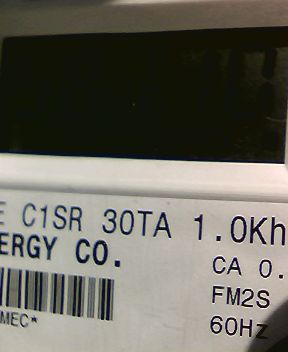 E C1SR 30TA 1.0Kh
ERGY CO.
CA 0.
FM2S
MEC*
60Hz